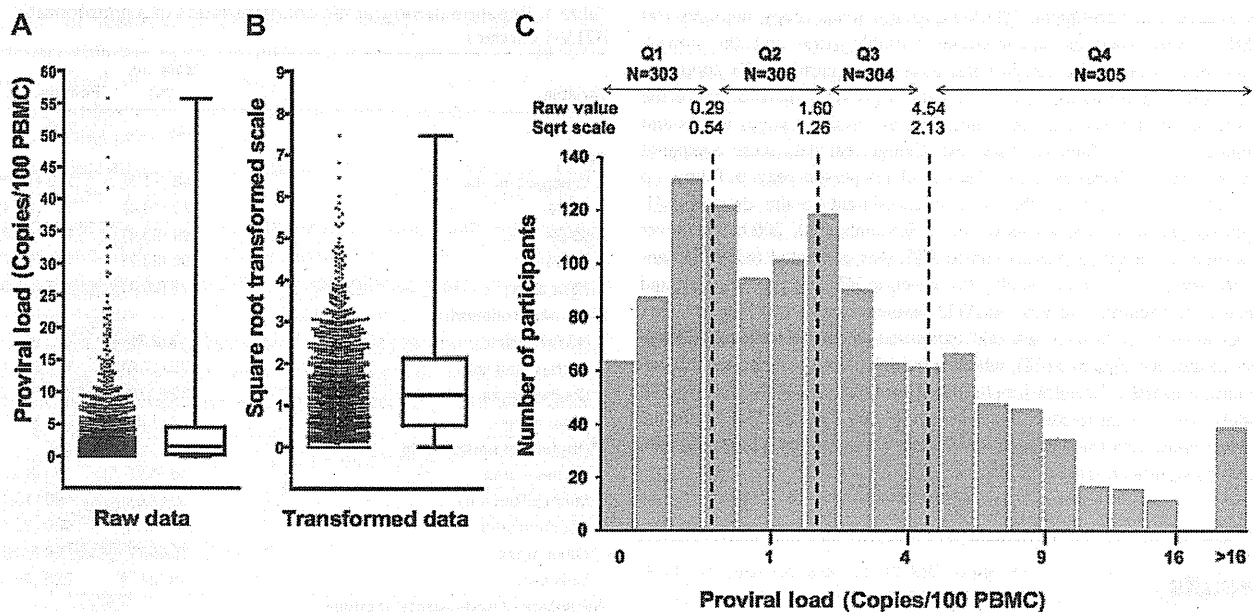 A
Proviral load (Copies/100 PBMC)
60
55
50
45
40
35
30
25
20
15
10
5
0
Raw data
B
Square root transformed scale
9
8
7
6
5
4
3
2
1
0
Transformed data
C
Q1 Q2 Q3 Q4
N=303 N=306 N=304 N=305
Raw value 0.29 1.60 4.54
Sqrt scale 0.54 1.26 2.13
Number of participants
140
120
100
80
60
40
20
0
0 1 4 9 16 >16
Proviral load (Copies/100 PBMC)